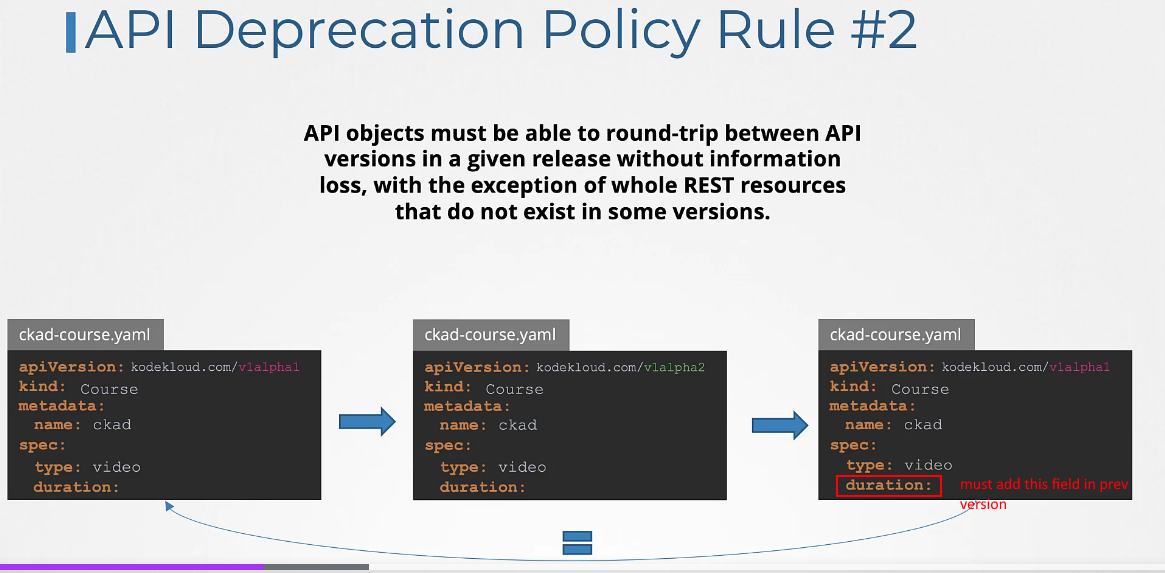 API Deprecation Policy Rule #2
API objects must be able to round-trip between API
versions in a given release without information
loss, with the exception of whole REST resources
that do not exist in some versions.
ckad-course.yaml
apiVersion: kodekloud.com/v1alpha1
kind: Course
metadata:
name: ckad
spec:
type: video
duration:
ckad-course.yaml
apiVersion: kodekloud.com/v1alpha2
kind: Course
metadata:
name: ckad
spec:
type: video
duration:
ckad-course.yaml
apiVersion: kodekloud.com/v1alpha1
kind: Course
metadata:
name: ckad
spec:
type: video
duration:
must add this field in prev
version